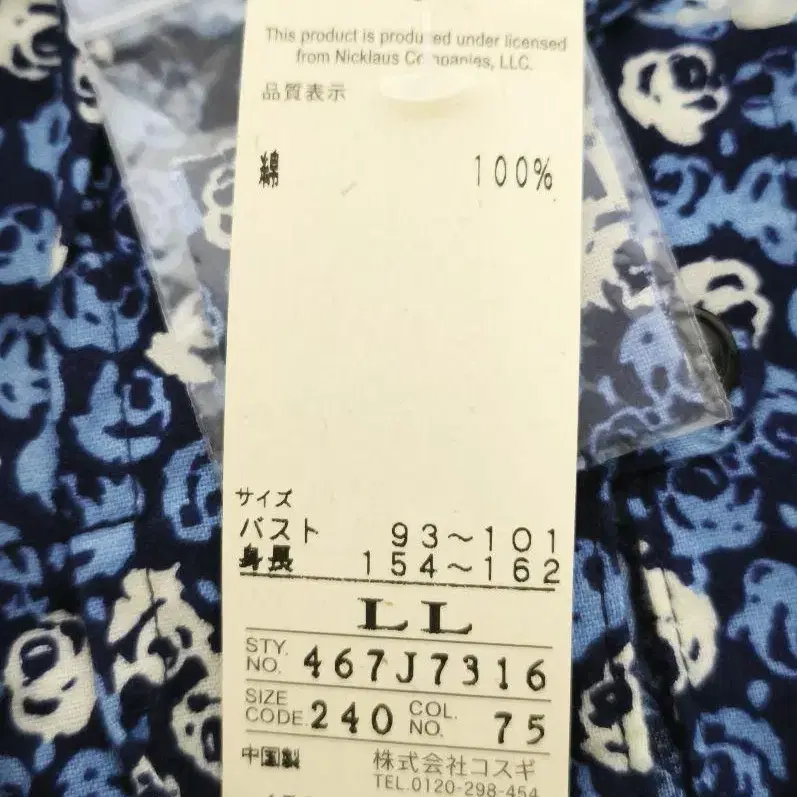 This product is produced under licensed
from Nicklaus Companies, LLC.
品質表示
綿 100%
サイズ
バスト 93～101
身長 154～162
LL
STY. NO. 467J7316
SIZE CODE 240 COL. NO. 75
中国製 株式会社コスギ
TEL.0120-298-454